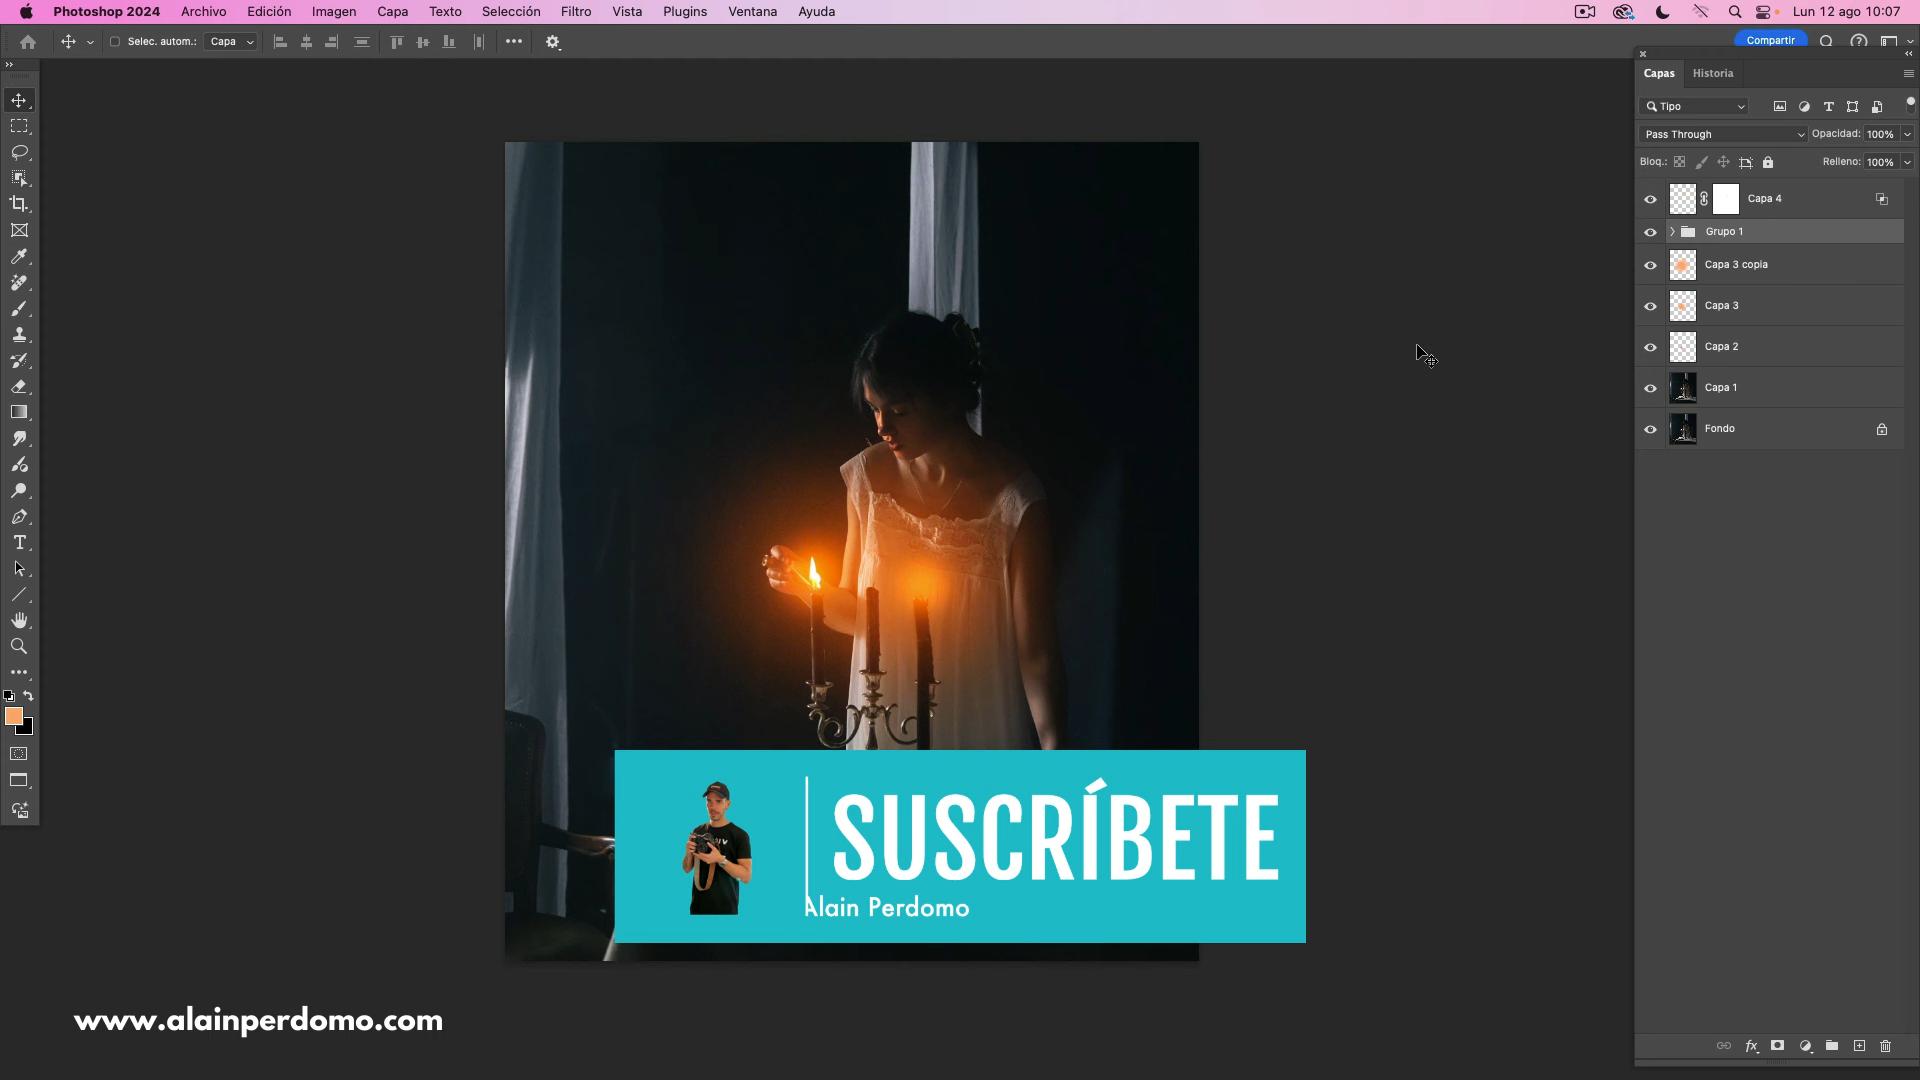 Photoshop 2024 Archivo Edición Imagen Capa Texto Selección Filtro Vista Plugins Ventana Ayuda Lun 12 ago 10:07
Selec. autom.: Capa Compartir
Capas Historia
Tipo
Pass Through Opacidad: 100%
Bloq.: Relleno: 100%
Capa 4
Grupo 1
Capa 3 copia
Capa 3
Capa 2
Capa 1
Fondo
SUSCRÍBETE
Alain Perdomo
www.alainperdomo.com